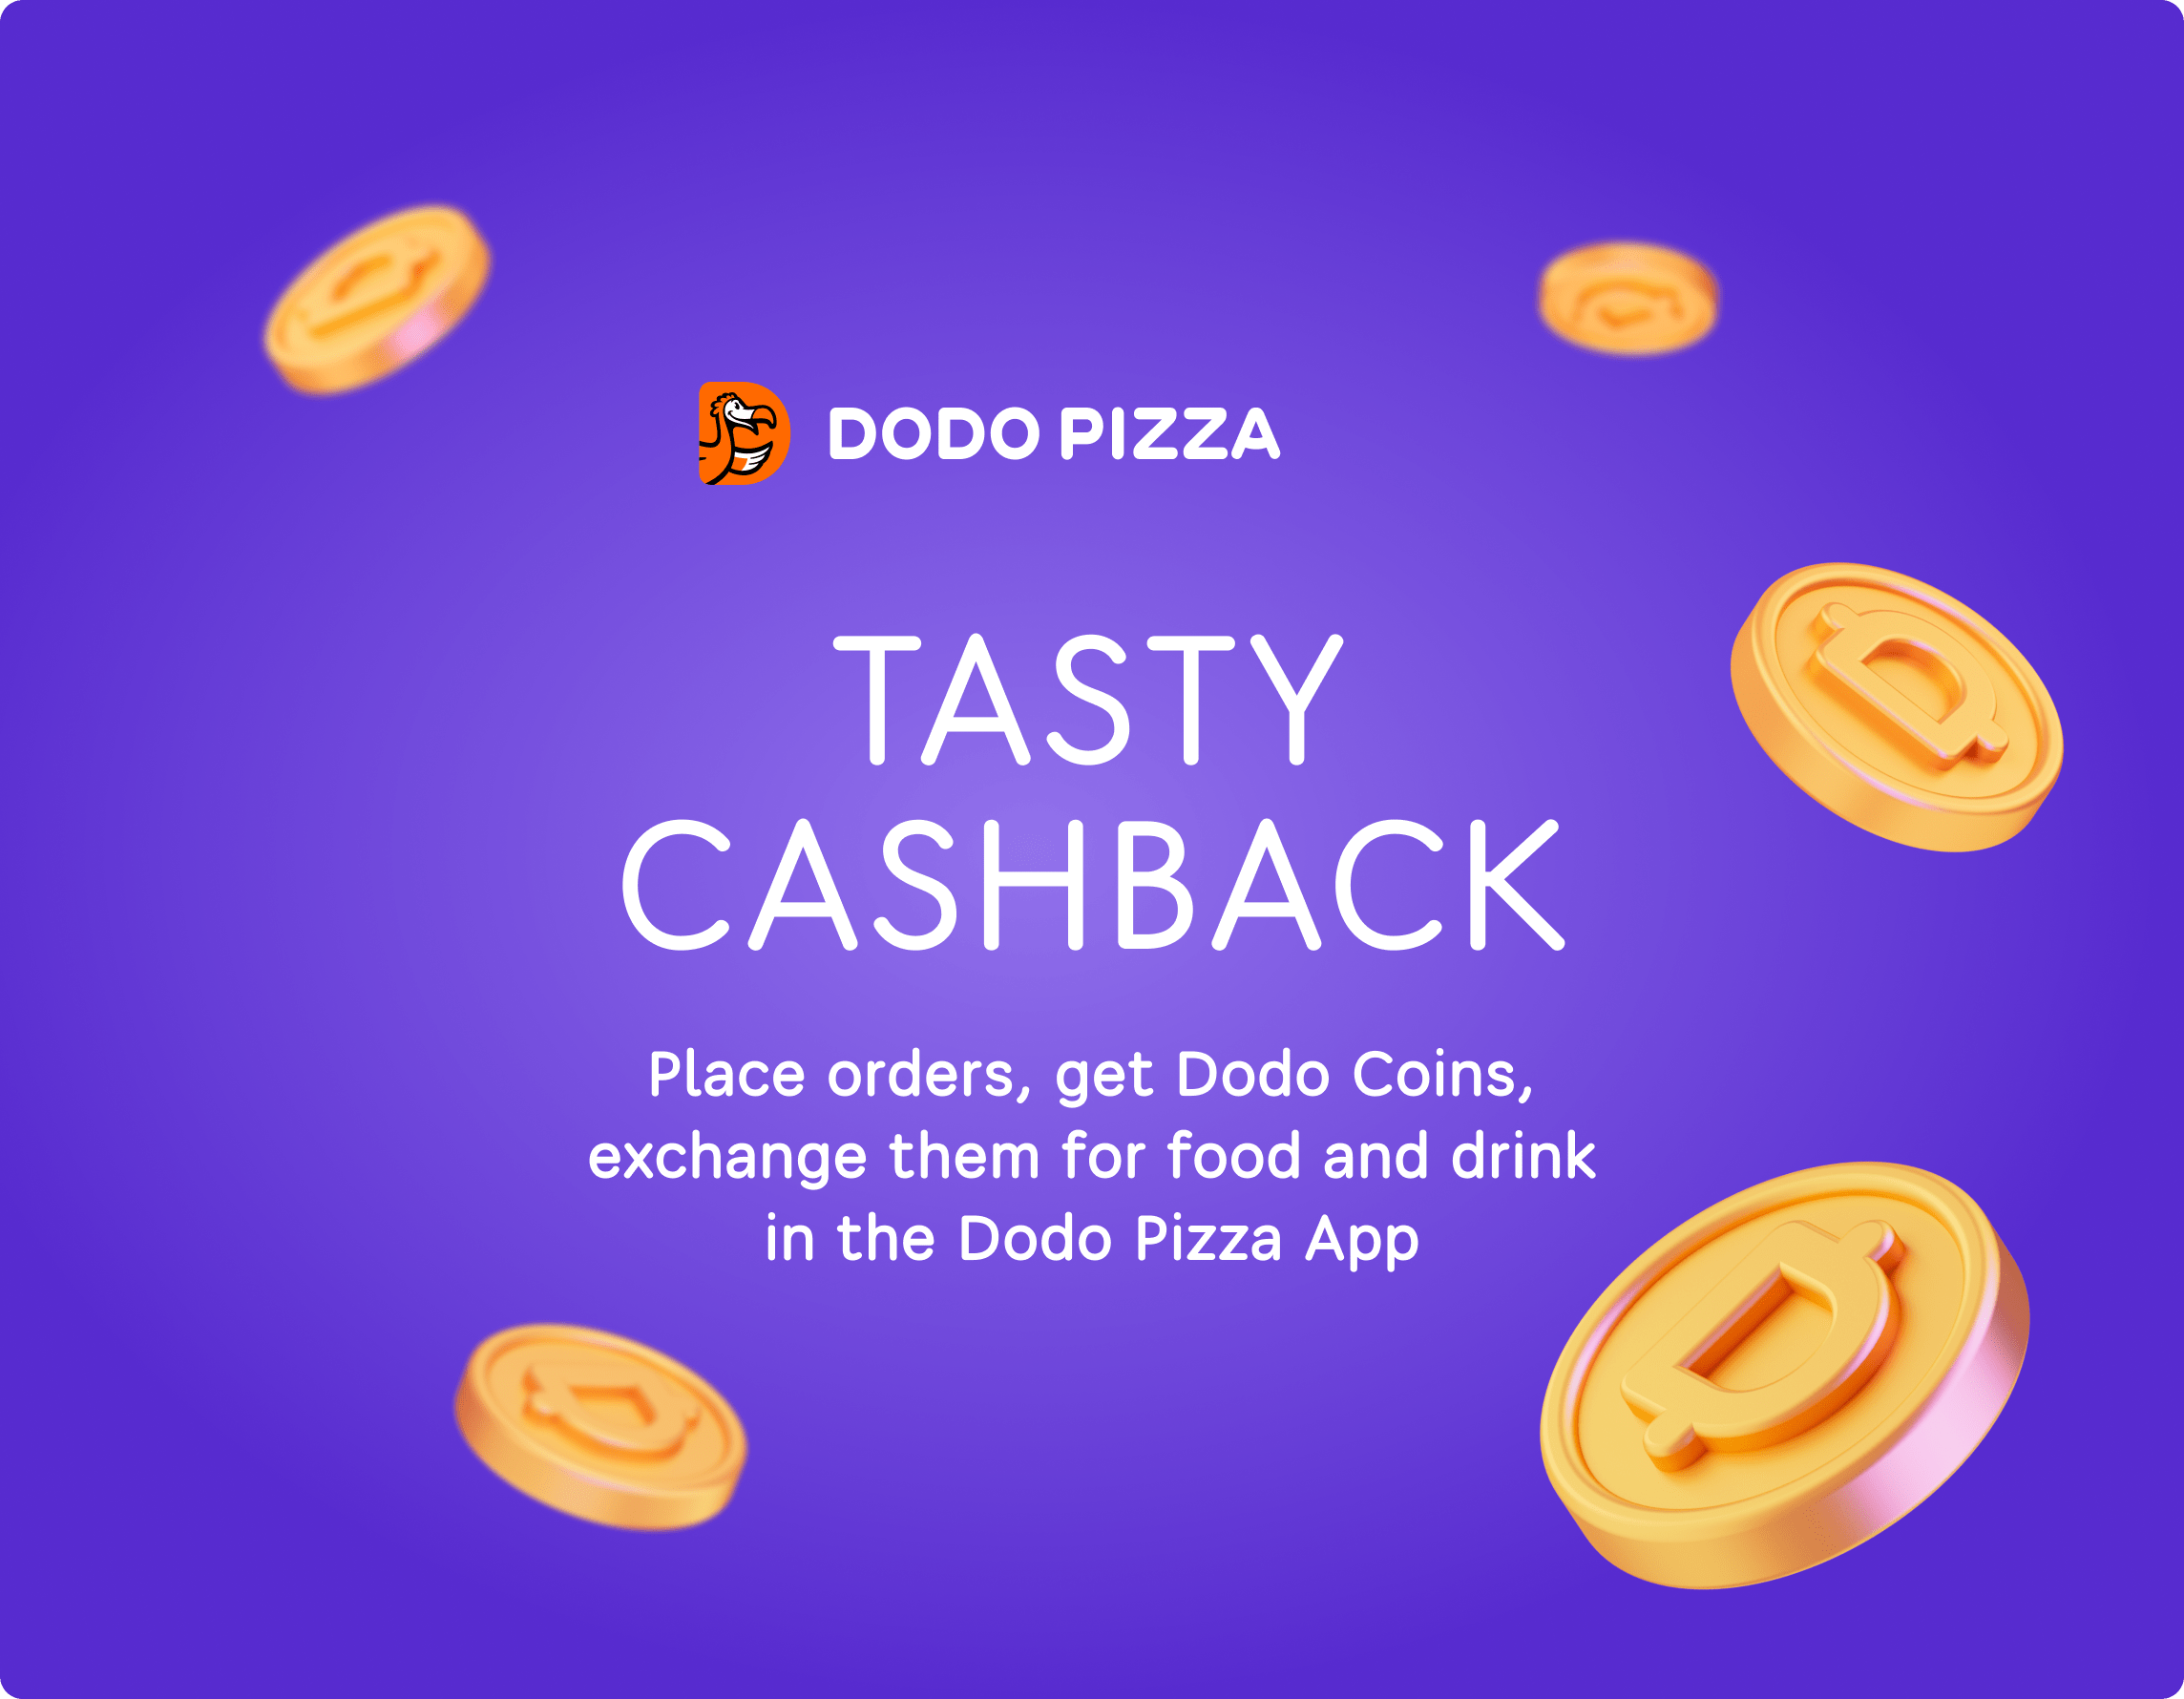 DODO PIZZA
TASTY
CASHBACK
Place orders, get Dodo Coins,
exchange them for food and drink
in the Dodo Pizza App